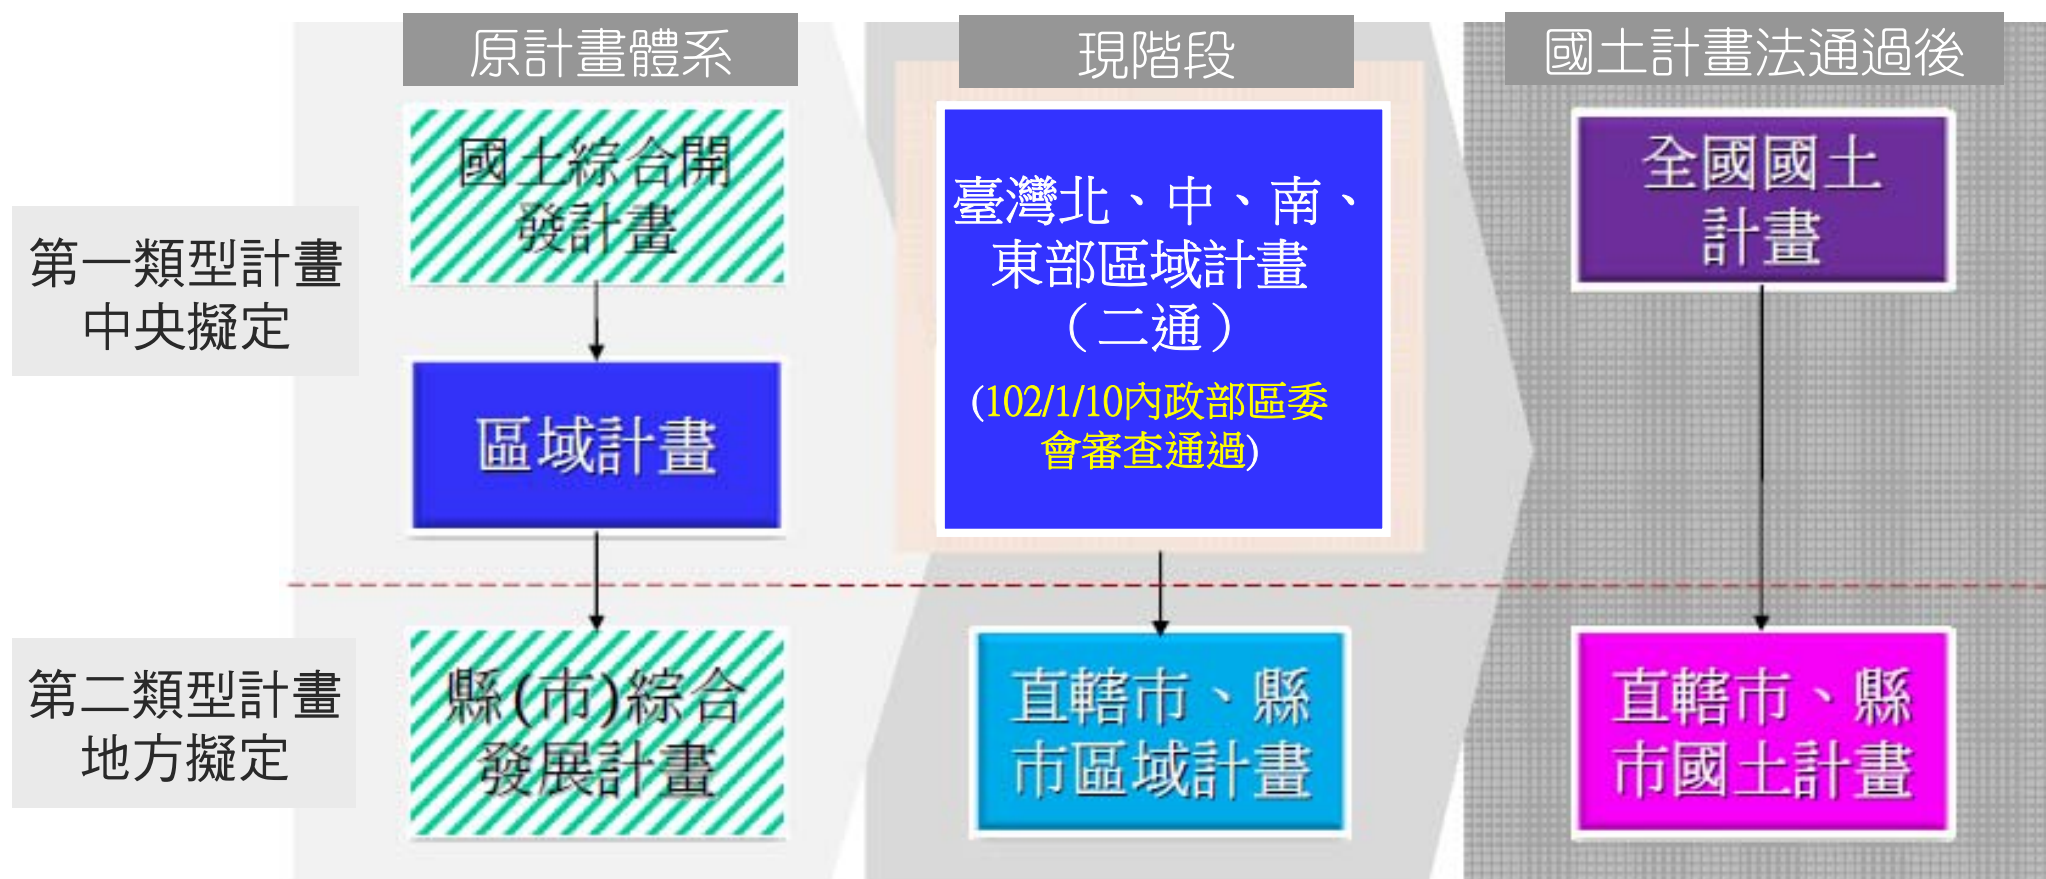 原計畫體系
現階段
國土計畫法通過後
第一類型計畫
中央擬定
國土綜合開
發計畫
區域計畫
臺灣北、中、南、
東部區域計畫
（二通）
(102/1/10內政部區委
會審查通過)
全國國土
計畫
第二類型計畫
地方擬定
縣(市)綜合
發展計畫
直轄市、縣
市區域計畫
直轄市、縣
市國土計畫